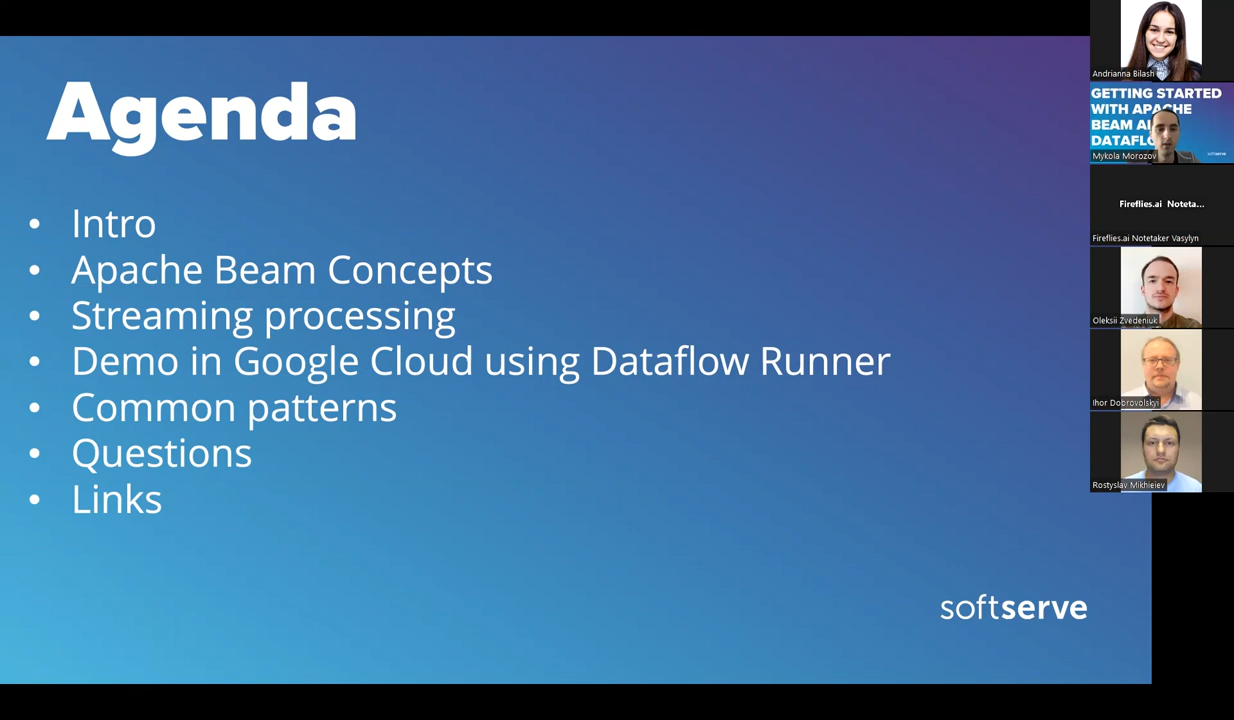 Agenda
• Intro
• Apache Beam Concepts
• Streaming processing
• Demo in Google Cloud using Dataflow Runner
• Common patterns
• Questions
• Links
softserve
Andrianna Bilash
GETTING STARTED
WITH APACHE
BEAM
softserve
Mykola Morozov
Fireflies.ai Noteta...
Fireflies.ai Notetaker Vasylyn
Oleksii Zvedeniuk
Ihor Dobrovolskyi
Rostyslav Mikhieiev